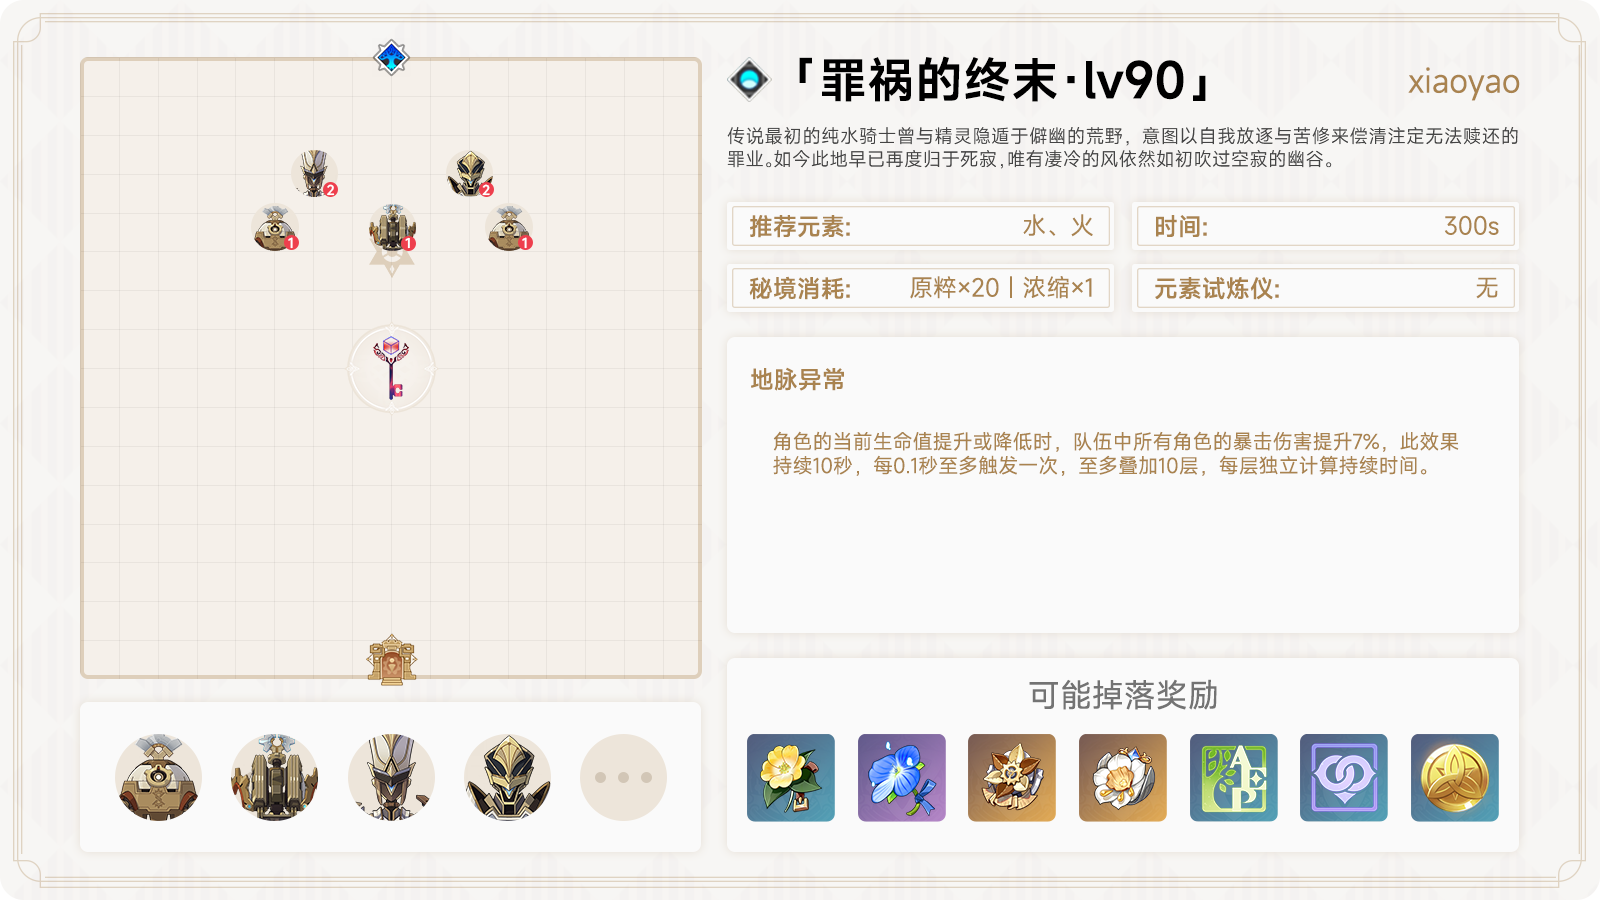 「罪祸的终末·lv90」
xiaoyao
传说最初的纯水骑士曾与精灵隐遁于僻幽的荒野，意图以自我放逐与苦修来偿清注定无法赎还的
罪业。如今此地早已再度归于死寂，唯有凄冷的风依然如初吹过空寂的幽谷。
推荐元素: 水、火
时间: 300s
秘境消耗: 原粹×20丨浓缩×1
元素试炼仪: 无
地脉异常
角色的当前生命值提升或降低时，队伍中所有角色的暴击伤害提升7%，此效果
持续10秒，每0.1秒至多触发一次，至多叠加10层，每层独立计算持续时间。
2
2
1
1
1
可能掉落奖励
AEP